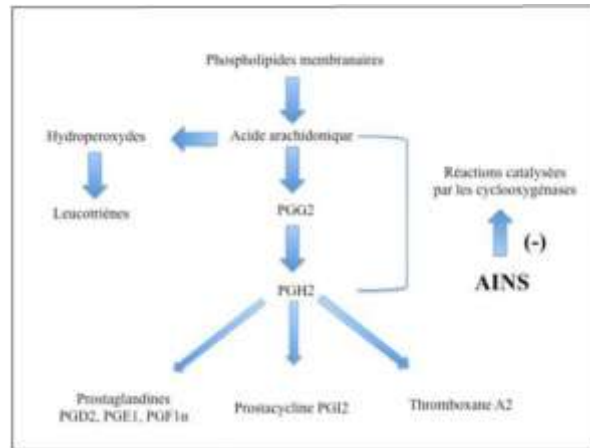 Phospholipides membranaires
Hydroperoxydes
Acide arachidonique
Réactions catalysées
par les cyclooxygénases
Leucotriènes
PGG2
(-)
AINS
PGH2
Prostaglandines
PGD2, PGE1, PGF1α
Prostacycline PGI2
Thromboxane A2